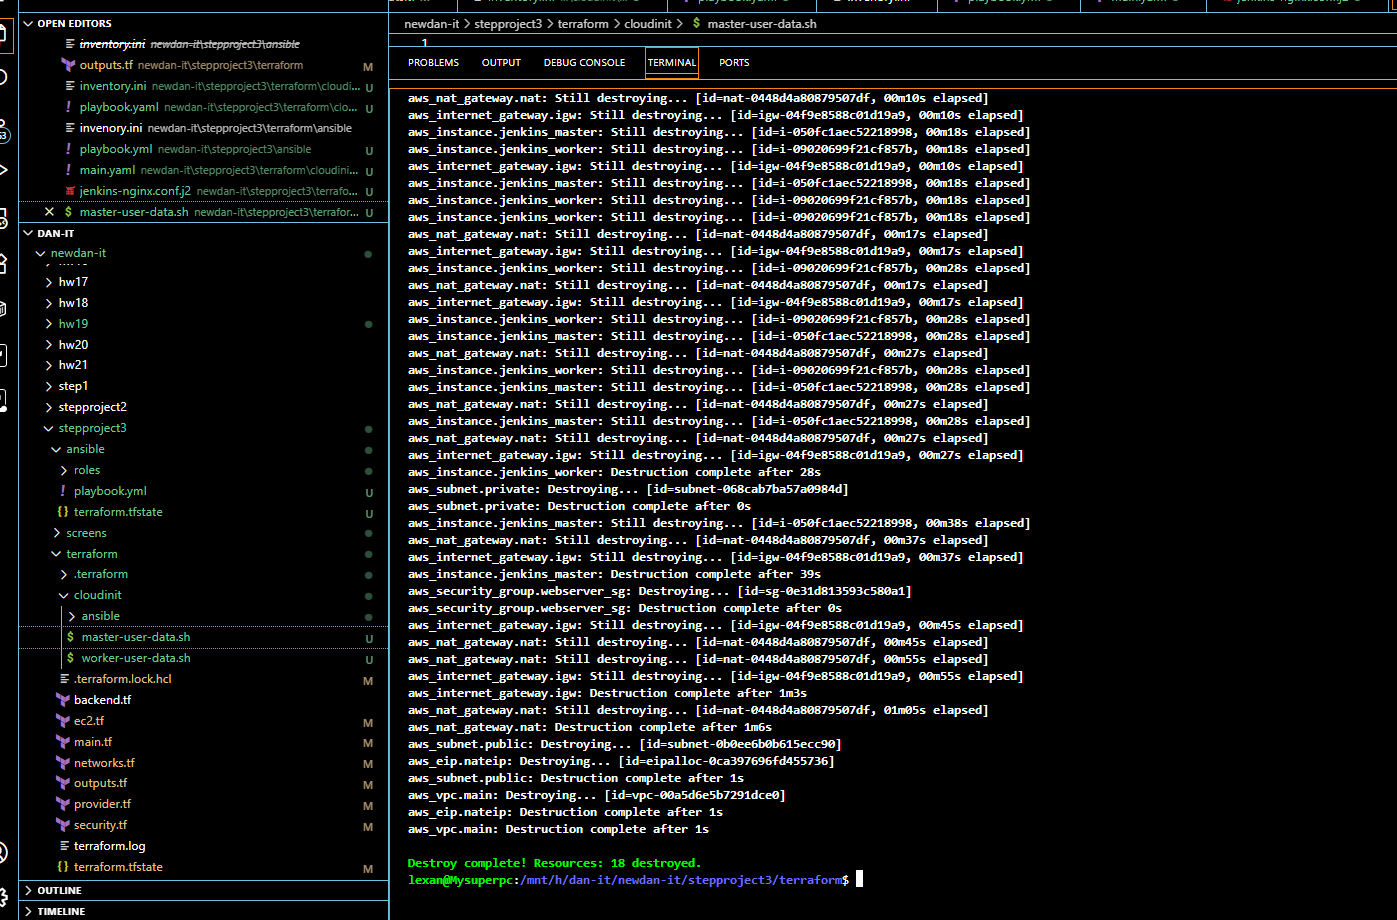 OPEN EDITORS
inventory.ini newdan-it\stepproject3\ansible
outputs.tf newdan-it\stepproject3\terraform M
inventory.ini newdan-it\stepproject3\terraform\cloudi... U
playbook.yaml newdan-it\stepproject3\terraform\clo... U
invenory.ini newdan-it\stepproject3\terraform\ansible
playbook.yml newdan-it\stepproject3\ansible U
main.yaml newdan-it\stepproject3\terraform\cloudini... U
jenkins-nginx.conf.j2 newdan-it\stepproject3\terrafo... U
master-user-data.sh newdan-it\stepproject3\terrafor... U
DAN-IT
newdan-it
hw17
hw18
hw19
hw20
hw21
step1
stepproject2
stepproject3
ansible
roles
playbook.yml U
terraform.tfstate U
screens
terraform
.terraform
cloudinit
ansible
master-user-data.sh U
worker-user-data.sh U
.terraform.lock.hcl M
backend.tf
ec2.tf M
main.tf M
networks.tf M
outputs.tf M
provider.tf M
security.tf M
terraform.log
terraform.tfstate M
OUTLINE
TIMELINE
newdan-it > stepproject3 > terraform > cloudinit > $ master-user-data.sh
1
PROBLEMS OUTPUT DEBUG CONSOLE TERMINAL PORTS
aws_nat_gateway.nat: Still destroying... [id=nat-0448d4a80879507df, 00m10s elapsed]
aws_internet_gateway.igw: Still destroying... [id=igw-04f9e8588c01d19a9, 00m10s elapsed]
aws_instance.jenkins_master: Still destroying... [id=i-050fc1aec52218998, 00m18s elapsed]
aws_instance.jenkins_worker: Still destroying... [id=i-09020699f21cf857b, 00m18s elapsed]
aws_internet_gateway.igw: Still destroying... [id=igw-04f9e8588c01d19a9, 00m10s elapsed]
aws_instance.jenkins_master: Still destroying... [id=i-050fc1aec52218998, 00m18s elapsed]
aws_instance.jenkins_worker: Still destroying... [id=i-09020699f21cf857b, 00m18s elapsed]
aws_instance.jenkins_worker: Still destroying... [id=i-09020699f21cf857b, 00m18s elapsed]
aws_nat_gateway.nat: Still destroying... [id=nat-0448d4a80879507df, 00m17s elapsed]
aws_internet_gateway.igw: Still destroying... [id=igw-04f9e8588c01d19a9, 00m17s elapsed]
aws_instance.jenkins_worker: Still destroying... [id=i-09020699f21cf857b, 00m28s elapsed]
aws_nat_gateway.nat: Still destroying... [id=nat-0448d4a80879507df, 00m17s elapsed]
aws_internet_gateway.igw: Still destroying... [id=igw-04f9e8588c01d19a9, 00m17s elapsed]
aws_instance.jenkins_worker: Still destroying... [id=i-09020699f21cf857b, 00m28s elapsed]
aws_instance.jenkins_master: Still destroying... [id=i-050fc1aec52218998, 00m28s elapsed]
aws_nat_gateway.nat: Still destroying... [id=nat-0448d4a80879507df, 00m27s elapsed]
aws_instance.jenkins_worker: Still destroying... [id=i-09020699f21cf857b, 00m28s elapsed]
aws_instance.jenkins_master: Still destroying... [id=i-050fc1aec52218998, 00m28s elapsed]
aws_nat_gateway.nat: Still destroying... [id=nat-0448d4a80879507df, 00m27s elapsed]
aws_instance.jenkins_master: Still destroying... [id=i-050fc1aec52218998, 00m28s elapsed]
aws_nat_gateway.nat: Still destroying... [id=nat-0448d4a80879507df, 00m27s elapsed]
aws_internet_gateway.igw: Still destroying... [id=igw-04f9e8588c01d19a9, 00m27s elapsed]
aws_instance.jenkins_worker: Destruction complete after 28s
aws_subnet.private: Destroying... [id=subnet-068cab7ba57a0984d]
aws_subnet.private: Destruction complete after 0s
aws_instance.jenkins_master: Still destroying... [id=i-050fc1aec52218998, 00m38s elapsed]
aws_nat_gateway.nat: Still destroying... [id=nat-0448d4a80879507df, 00m37s elapsed]
aws_internet_gateway.igw: Still destroying... [id=igw-04f9e8588c01d19a9, 00m37s elapsed]
aws_instance.jenkins_master: Destruction complete after 39s
aws_security_group.webserver_sg: Destroying... [id=sg-0e31d813593c580a1]
aws_security_group.webserver_sg: Destruction complete after 0s
aws_internet_gateway.igw: Still destroying... [id=igw-04f9e8588c01d19a9, 00m45s elapsed]
aws_nat_gateway.nat: Still destroying... [id=nat-0448d4a80879507df, 00m45s elapsed]
aws_nat_gateway.nat: Still destroying... [id=nat-0448d4a80879507df, 00m55s elapsed]
aws_internet_gateway.igw: Still destroying... [id=igw-04f9e8588c01d19a9, 00m55s elapsed]
aws_internet_gateway.igw: Destruction complete after 1m3s
aws_nat_gateway.nat: Still destroying... [id=nat-0448d4a80879507df, 01m05s elapsed]
aws_nat_gateway.nat: Destruction complete after 1m6s
aws_subnet.public: Destroying... [id=subnet-0b0ee6b0b615ecc90]
aws_eip.nateip: Destroying... [id=eipalloc-0ca397696fd455736]
aws_subnet.public: Destruction complete after 1s
aws_vpc.main: Destroying... [id=vpc-00a5d6e5b7291dce0]
aws_eip.nateip: Destruction complete after 1s
aws_vpc.main: Destruction complete after 1s
Destroy complete! Resources: 18 destroyed.
lexan@Mysuperpc:/mnt/h/dan-it/newdan-it/stepproject3/terraform$